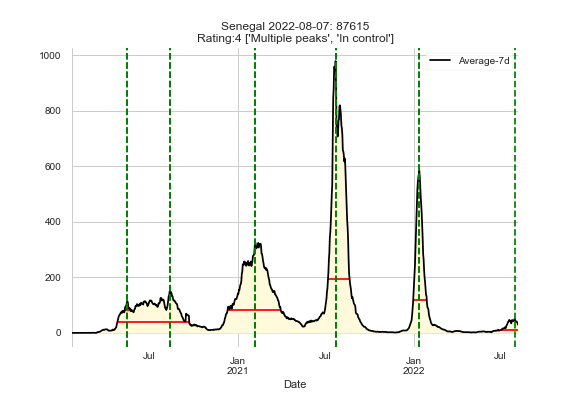 Senegal 2022-08-07: 87615
Rating:4 ['Multiple peaks', 'In control']
Average-7d
1000
800
600
400
200
0
Jul
Jan
2021
Jul
Jan
2022
Jul
Date